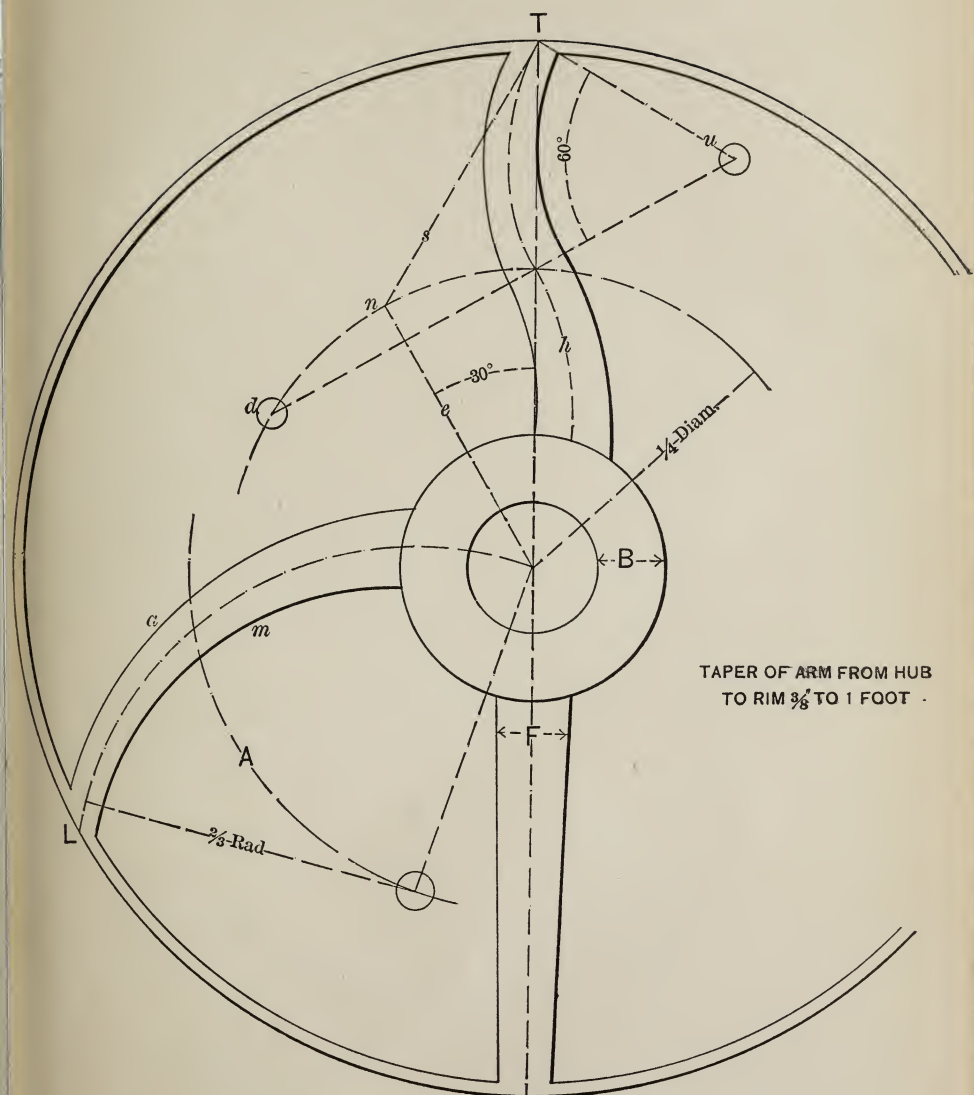 T
u
60°
s
n
h
30°
d
e
1/4 Diam.
B
a
m
TAPER OF ARM FROM HUB
TO RIM 3/8" TO 1 FOOT .
F
A
L
2/3 Rad